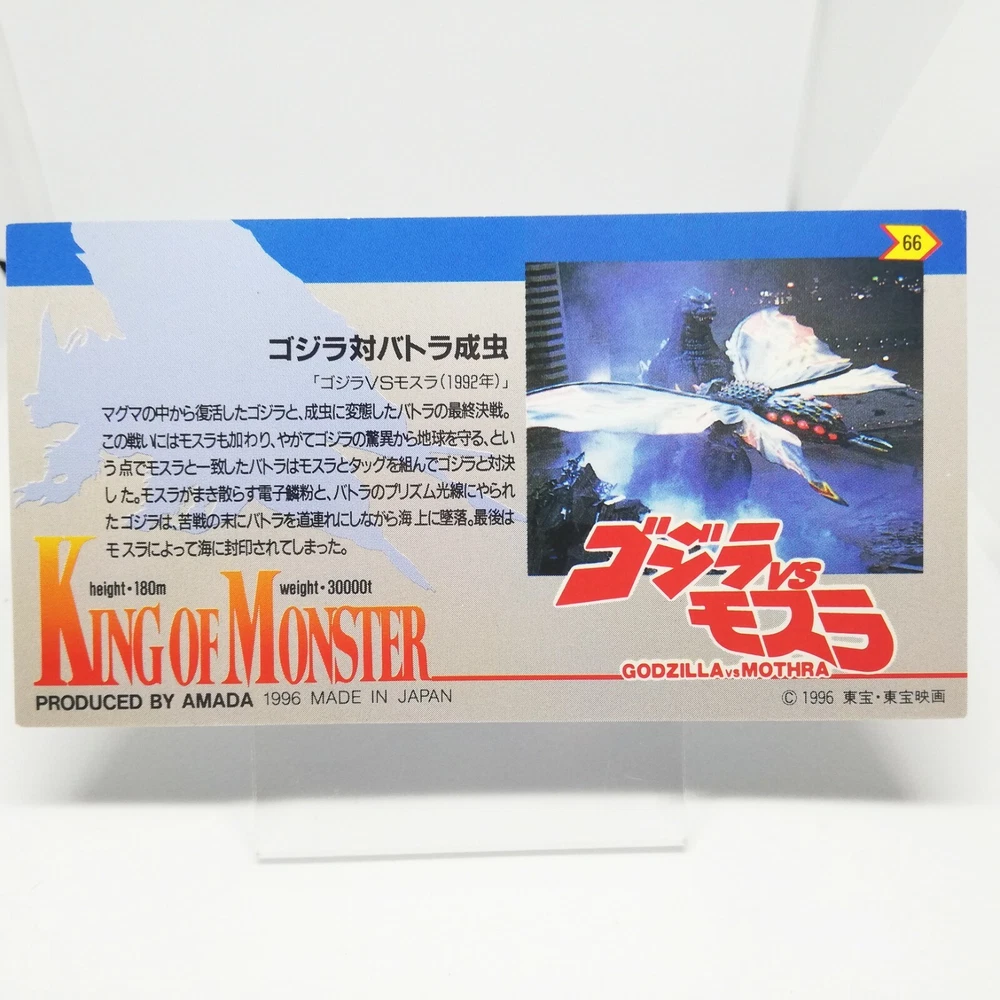 66
ゴジラ対バトラ成虫
「ゴジラVSモスラ(1992年)」
マグマの中から復活したゴジラと、成虫に変態したバトラの最終決戦。
この戦いにはモスラも加わり、やがてゴジラの驚異から地球を守る、とい
う点でモスラと一致したバトラはモスラとタッグを組んでゴジラと対決
した。モスラがまき散らす電子鱗粉と、バトラのプリズム光線にやられ
たゴジラは、苦戦の末にバトラを道連れにしながら海上に墜落。最後は
モスラによって海に封印されてしまった。
height・180m weight・30000t
KING OF MONSTER
ゴジラvs
モスラ
GODZILLA vs MOTHRA
PRODUCED BY AMADA 1996 MADE IN JAPAN
© 1996 東宝・東宝映画